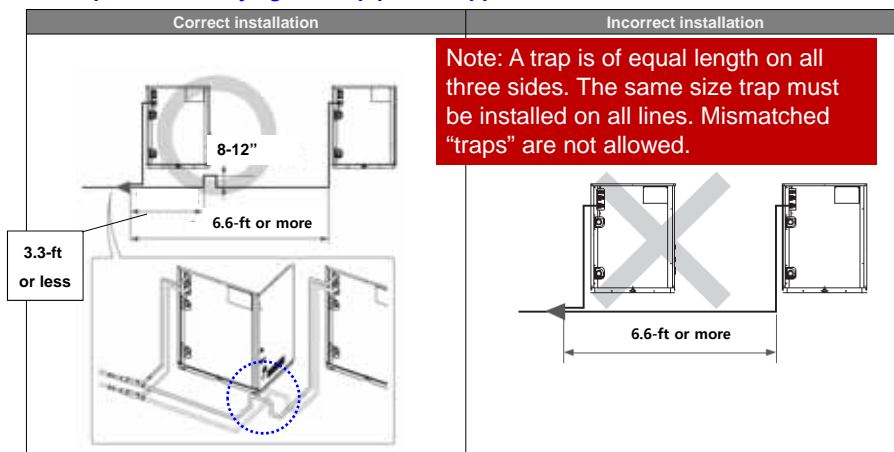 Correct installation
Incorrect installation
Note: A trap is of equal length on all
three sides. The same size trap must
be installed on all lines. Mismatched
“traps” are not allowed.
8-12”
6.6-ft or more
3.3-ft
or less
6.6-ft or more